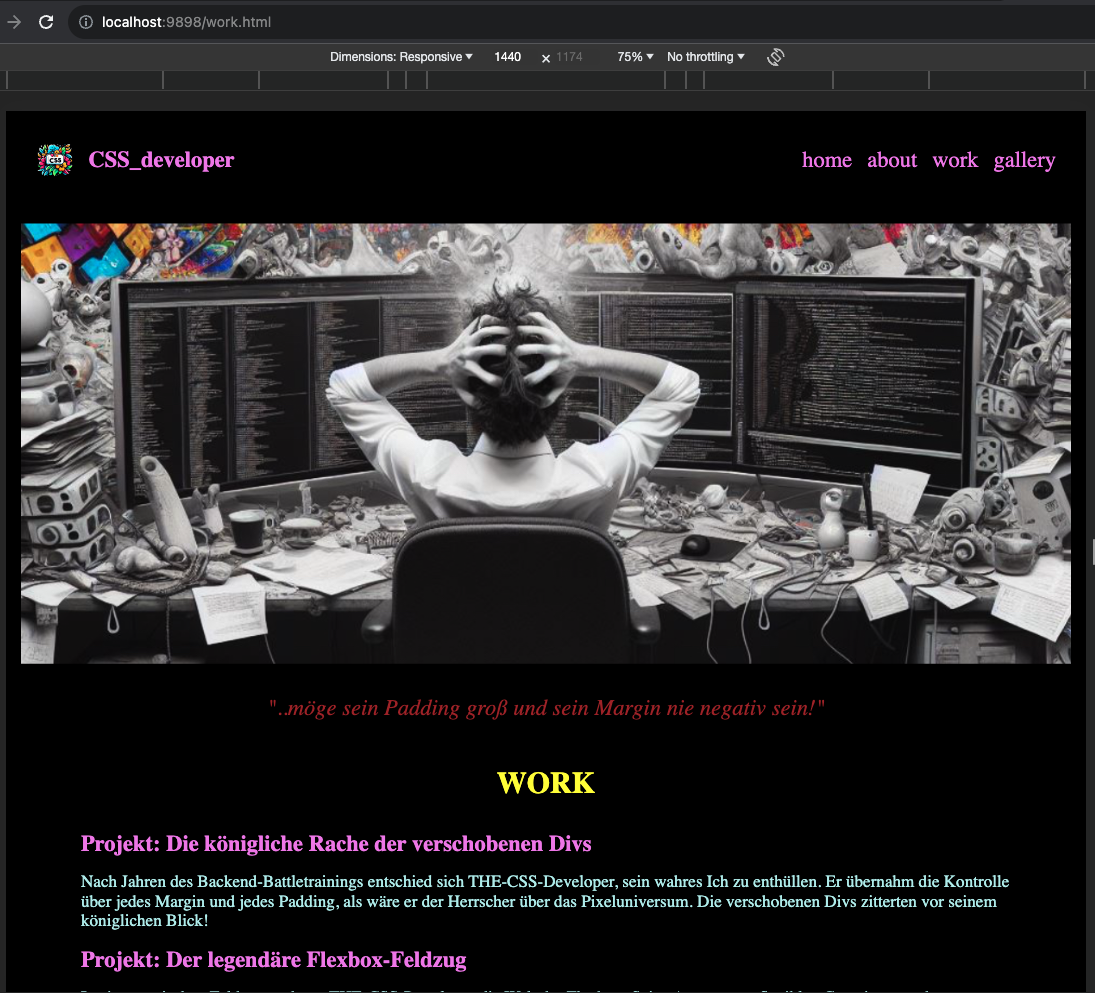 localhost:9898/work.html
Dimensions: Responsive 1440 × 1174 75% No throttling
CSS
CSS_developer
home about work gallery
"..möge sein Padding groß und sein Margin nie negativ sein!"
WORK
Projekt: Die königliche Rache der verschobenen Divs
Nach Jahren des Backend-Battletrainings entschied sich THE-CSS-Developer, sein wahres Ich zu enthüllen. Er übernahm die Kontrolle
über jedes Margin und jedes Padding, als wäre er der Herrscher über das Pixeluniversum. Die verschobenen Divs zitterten vor seinem
königlichen Blick!
Projekt: Der legendäre Flexbox-Feldzug